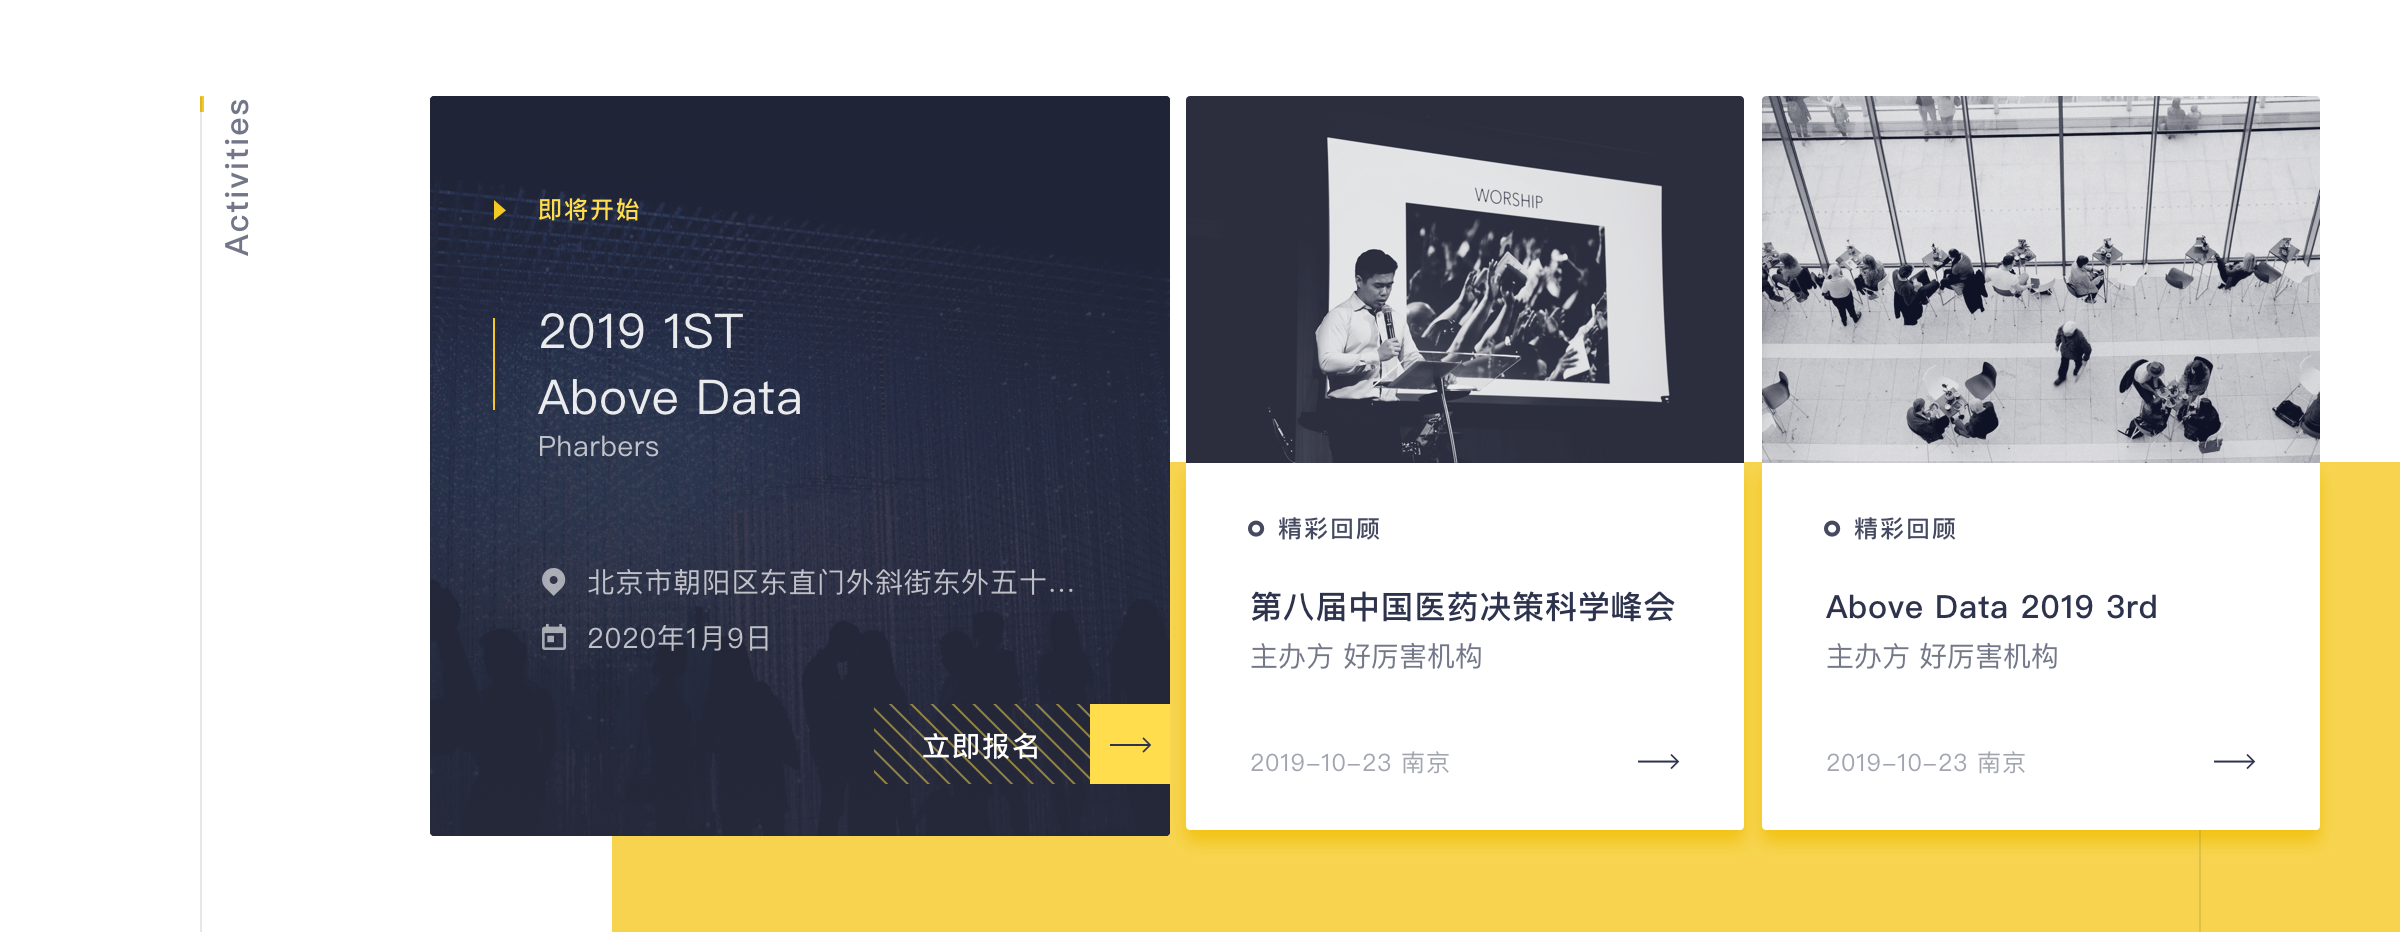 Activities
即将开始
2019 1ST
Above Data
Pharbers
北京市朝阳区东直门外斜街东外五十...
2020年1月9日
立即报名
WORSHIP
精彩回顾
第八届中国医药决策科学峰会
主办方 好厉害机构
2019-10-23 南京
精彩回顾
Above Data 2019 3rd
主办方 好厉害机构
2019-10-23 南京